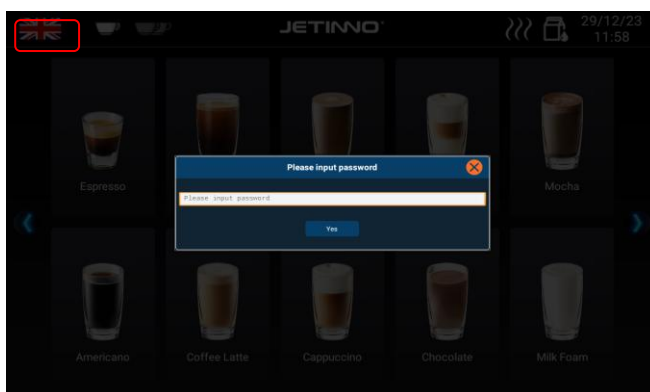 JETINNO
29/12/23
11:58
Please input password
Please input password
Yes
Espresso
Mocha
Americano
Coffee Latte
Cappuccino
Chocolate
Milk Foam